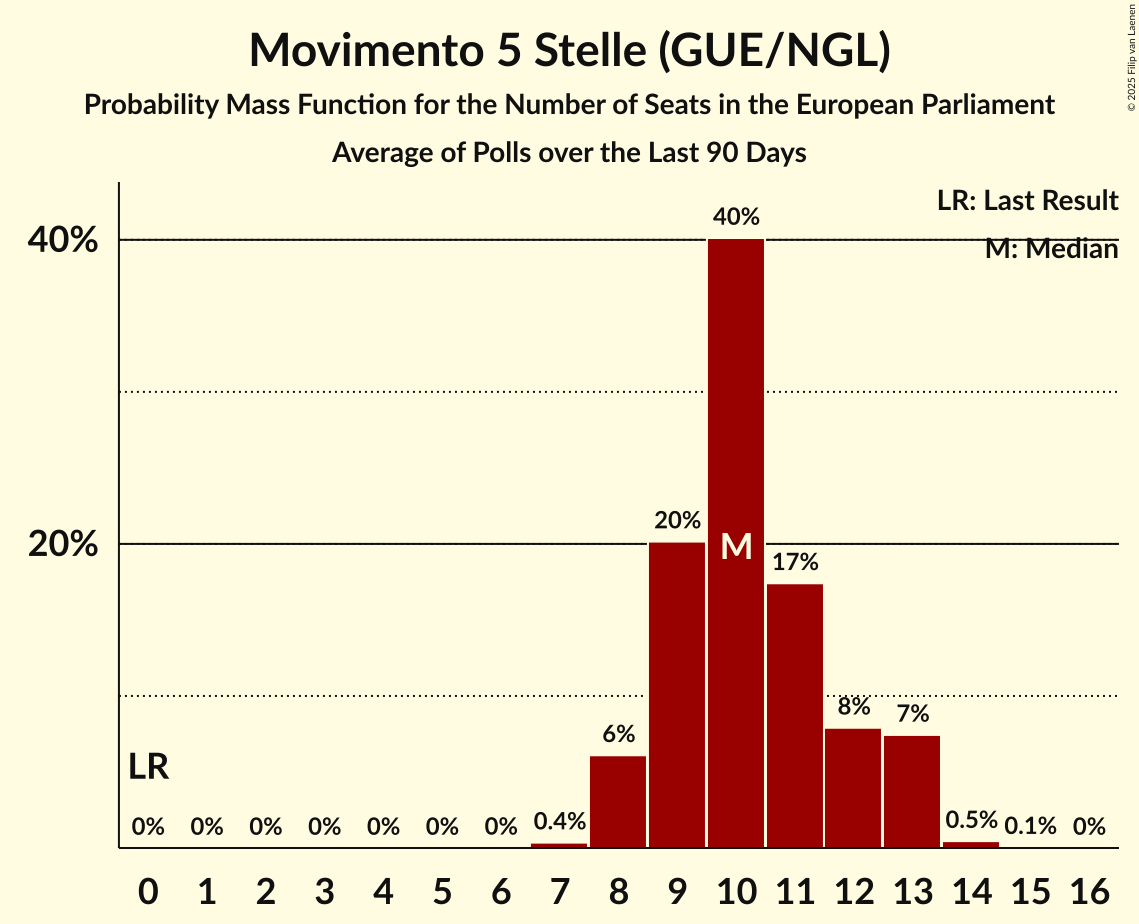 Movimento 5 Stelle (GUE/NGL)
Probability Mass Function for the Number of Seats in the European Parliament
Average of Polls over the Last 90 Days
© 2025 Filip van Laenen
LR: Last Result
M: Median
40%
20%
40%
20%
M
17%
8%
7%
6%
LR
0% 0% 0% 0% 0% 0% 0% 0.4% 0.5% 0.1% 0%
0 1 2 3 4 5 6 7 8 9 10 11 12 13 14 15 16